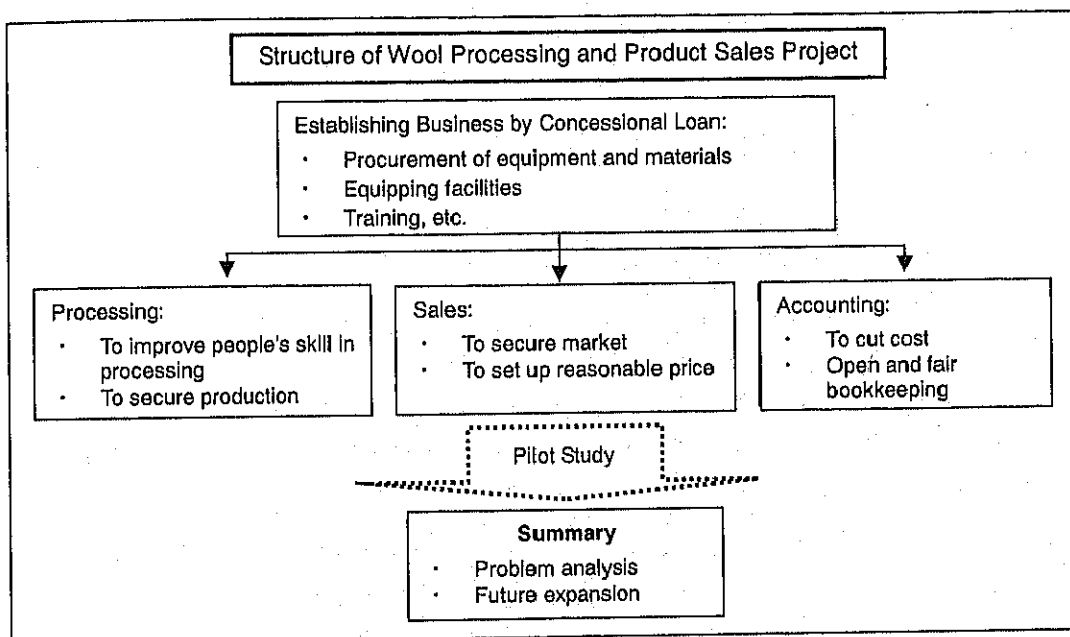 Structure of Wool Processing and Product Sales Project
Establishing Business by Concessional Loan:
· Procurement of equipment and materials
· Equipping facilities
· Training, etc.
Processing:
· To improve people's skill in
processing
· To secure production
Sales:
· To secure market
· To set up reasonable price
Accounting:
· To cut cost
· Open and fair
bookkeeping
Pilot Study
Summary
· Problem analysis
· Future expansion